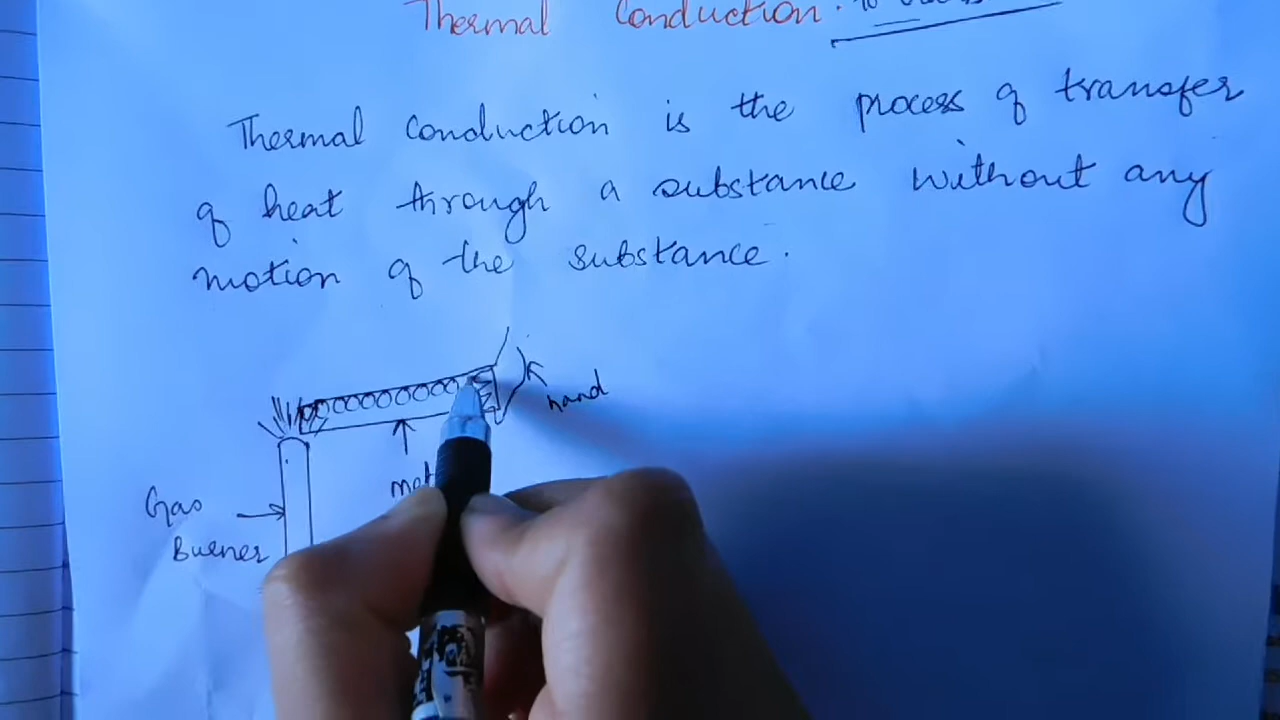 Thermal Conduction.
Thermal Conduction is the process of transfer
of heat through a substance without any
motion of the substance.
hand
Gas
Burner